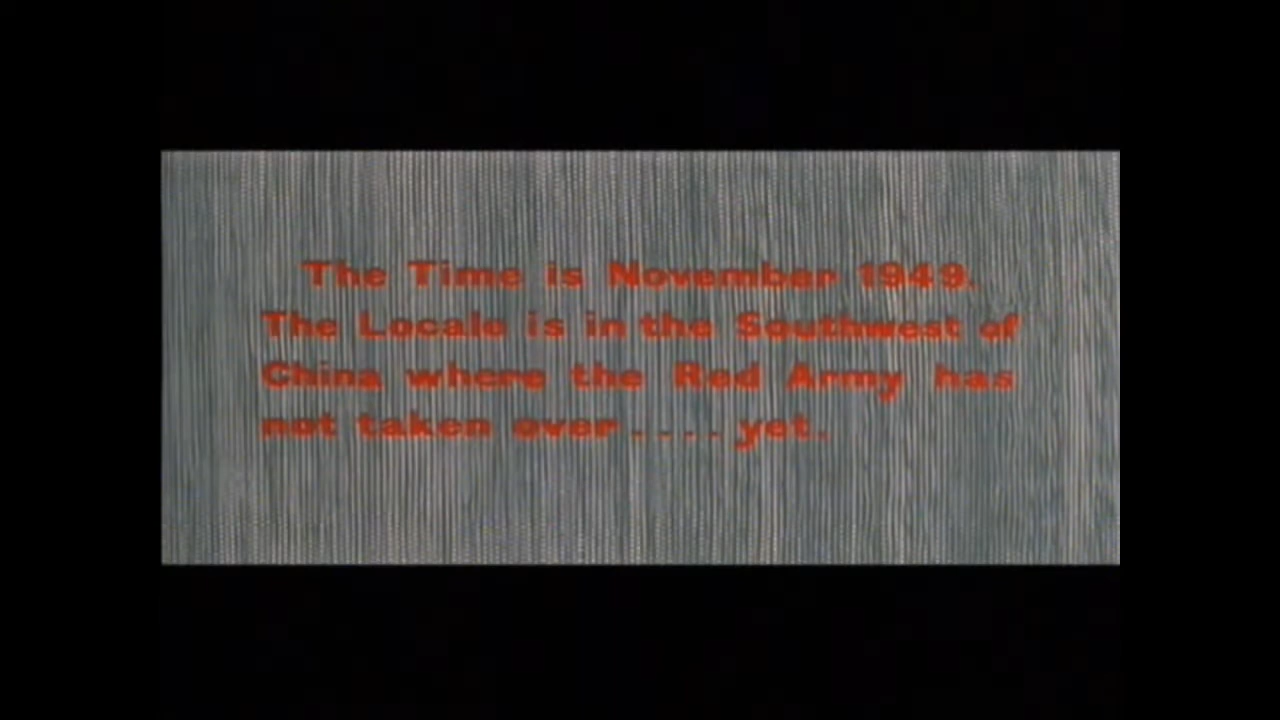 The Time is November 1949.
The Locale is in the Southwest of
China where the Red Army has
not taken over .... yet.